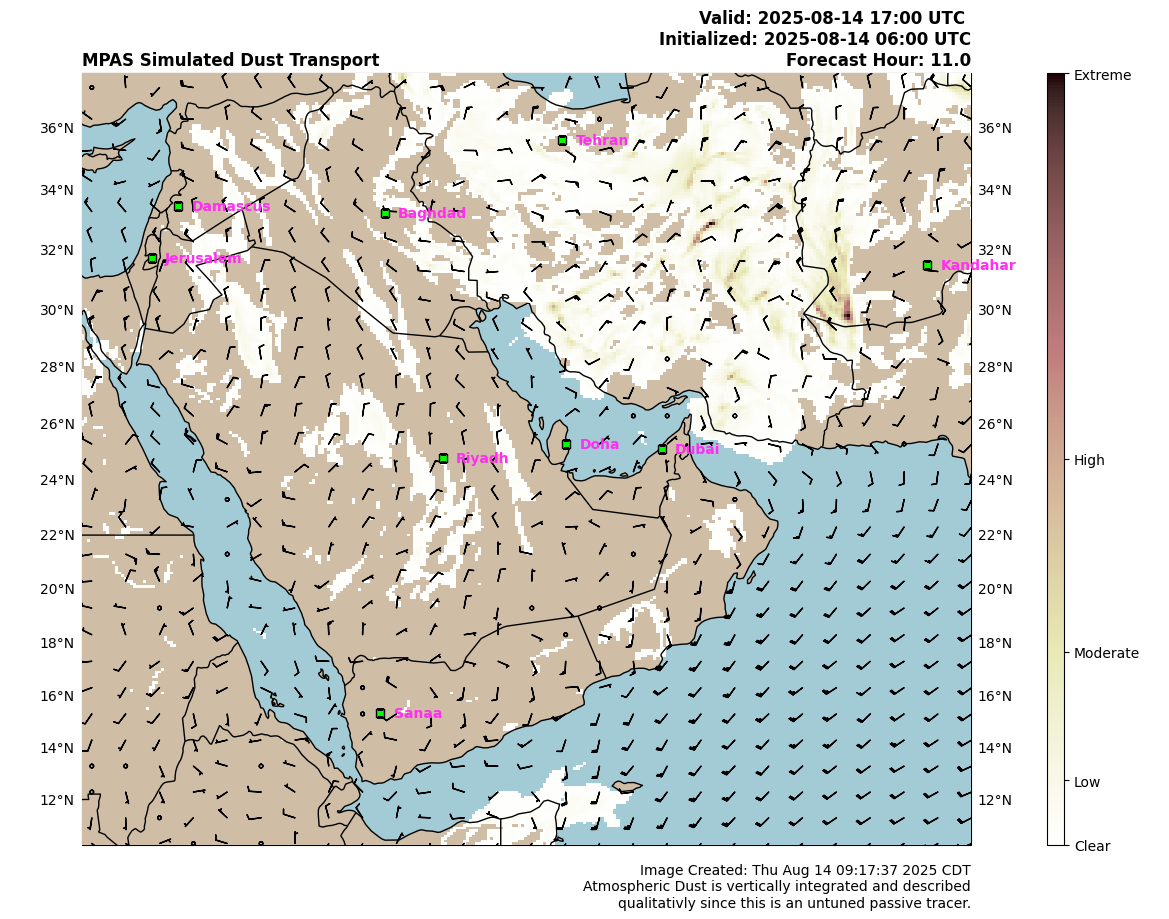 Valid: 2025-08-14 17:00 UTC
Initialized: 2025-08-14 06:00 UTC
MPAS Simulated Dust Transport
Forecast Hour: 11.0
Extreme
36°N
36°N
Tehran
34°N
34°N
Damascus
Baghdad
32°N
32°N
Jerusalem
Kandahar
30°N
30°N
28°N
28°N
26°N
26°N
Doha
Dubai
Riyadh
High
24°N
24°N
22°N
22°N
20°N
20°N
18°N
18°N
Moderate
16°N
16°N
Sanaa
14°N
14°N
Low
12°N
12°N
Clear
Image Created: Thu Aug 14 09:17:37 2025 CDT
Atmospheric Dust is vertically integrated and described
qualitativly since this is an untuned passive tracer.